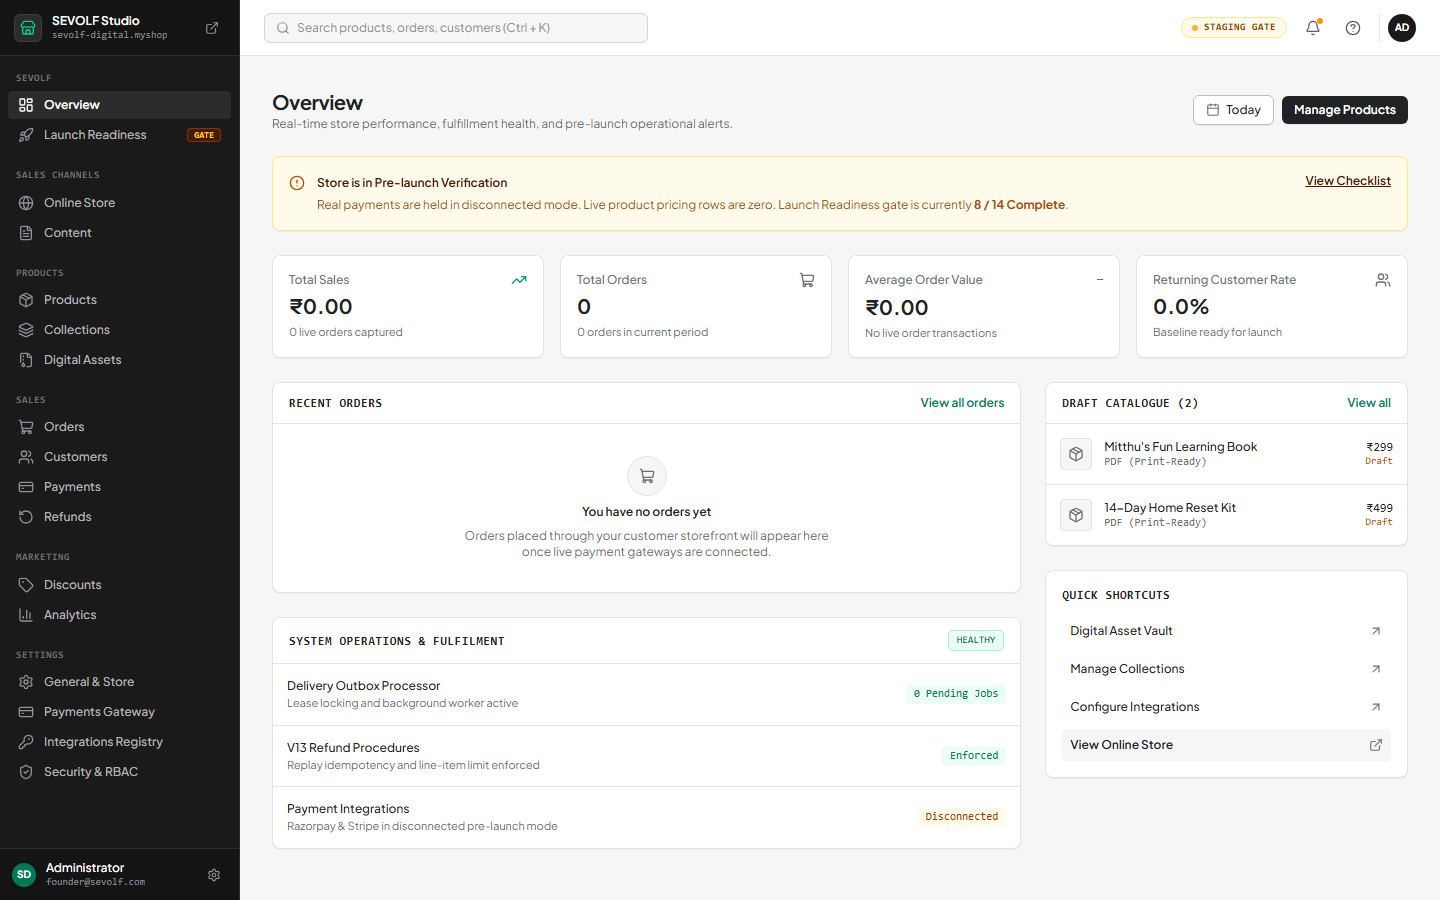 SEVOLF Studio
sevolf-digital.myshop
Search products, orders, customers (Ctrl + K)
STAGING GATE
AD
SEVOLF
Overview
Launch Readiness
GATE
SALES CHANNELS
Online Store
Content
PRODUCTS
Products
Collections
Digital Assets
SALES
Orders
Customers
Payments
Refunds
MARKETING
Discounts
Analytics
SETTINGS
General & Store
Payments Gateway
Integrations Registry
Security & RBAC
SD
Administrator
founder@sevolf.com
Overview
Real-time store performance, fulfillment health, and pre-launch operational alerts.
Today
Manage Products
Store is in Pre-launch Verification
Real payments are held in disconnected mode. Live product pricing rows are zero. Launch Readiness gate is currently 8 / 14 Complete.
View Checklist
Total Sales
₹0.00
0 live orders captured
Total Orders
0
0 orders in current period
Average Order Value
₹0.00
No live order transactions
Returning Customer Rate
0.0%
Baseline ready for launch
RECENT ORDERS
View all orders
You have no orders yet
Orders placed through your customer storefront will appear here
once live payment gateways are connected.
SYSTEM OPERATIONS & FULFILMENT
HEALTHY
Delivery Outbox Processor
Lease locking and background worker active
0 Pending Jobs
V13 Refund Procedures
Replay idempotency and line-item limit enforced
Enforced
Payment Integrations
Razorpay & Stripe in disconnected pre-launch mode
Disconnected
DRAFT CATALOGUE (2)
View all
Mitthu's Fun Learning Book
PDF (Print-Ready)
₹299
Draft
14-Day Home Reset Kit
PDF (Print-Ready)
₹499
Draft
QUICK SHORTCUTS
Digital Asset Vault
Manage Collections
Configure Integrations
View Online Store